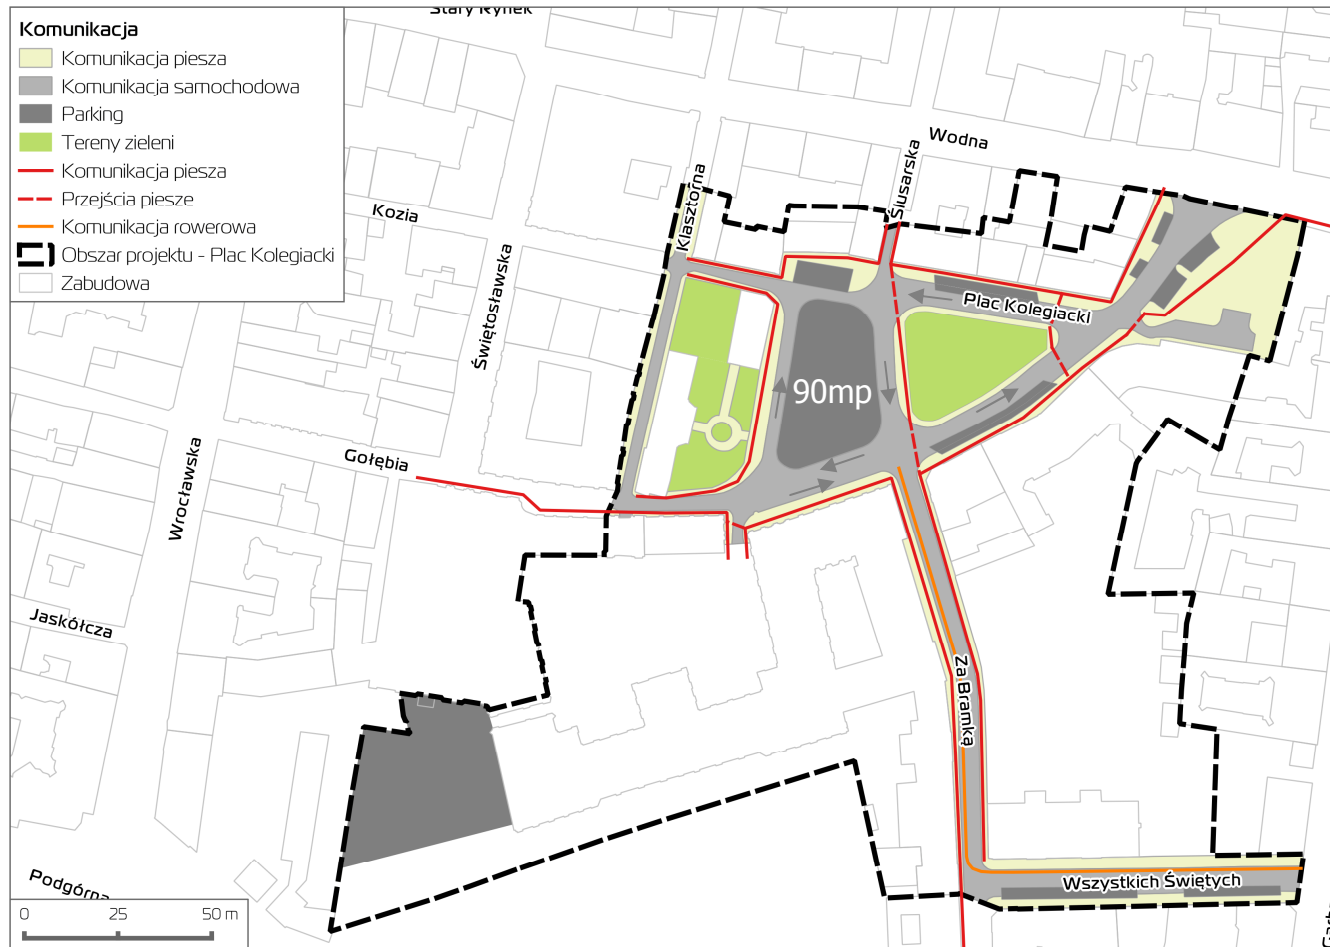 Stary Rynek
Komunikacja
Komunikacja piesza
Komunikacja samochodowa
Parking
Tereny zieleni
Komunikacja piesza
Przejścia piesze
Komunikacja rowerowa
Obszar projektu - Plac Kolegiacki
Zabudowa
Wodna
Ślusarska
Klasztorna
Kozia
Świętosławska
Plac Kolegiacki
90mp
Gołębia
Wrocławska
Jaskółcza
Za Bramką
Wszystkich Świętych
Podgórna
0 25 50 m